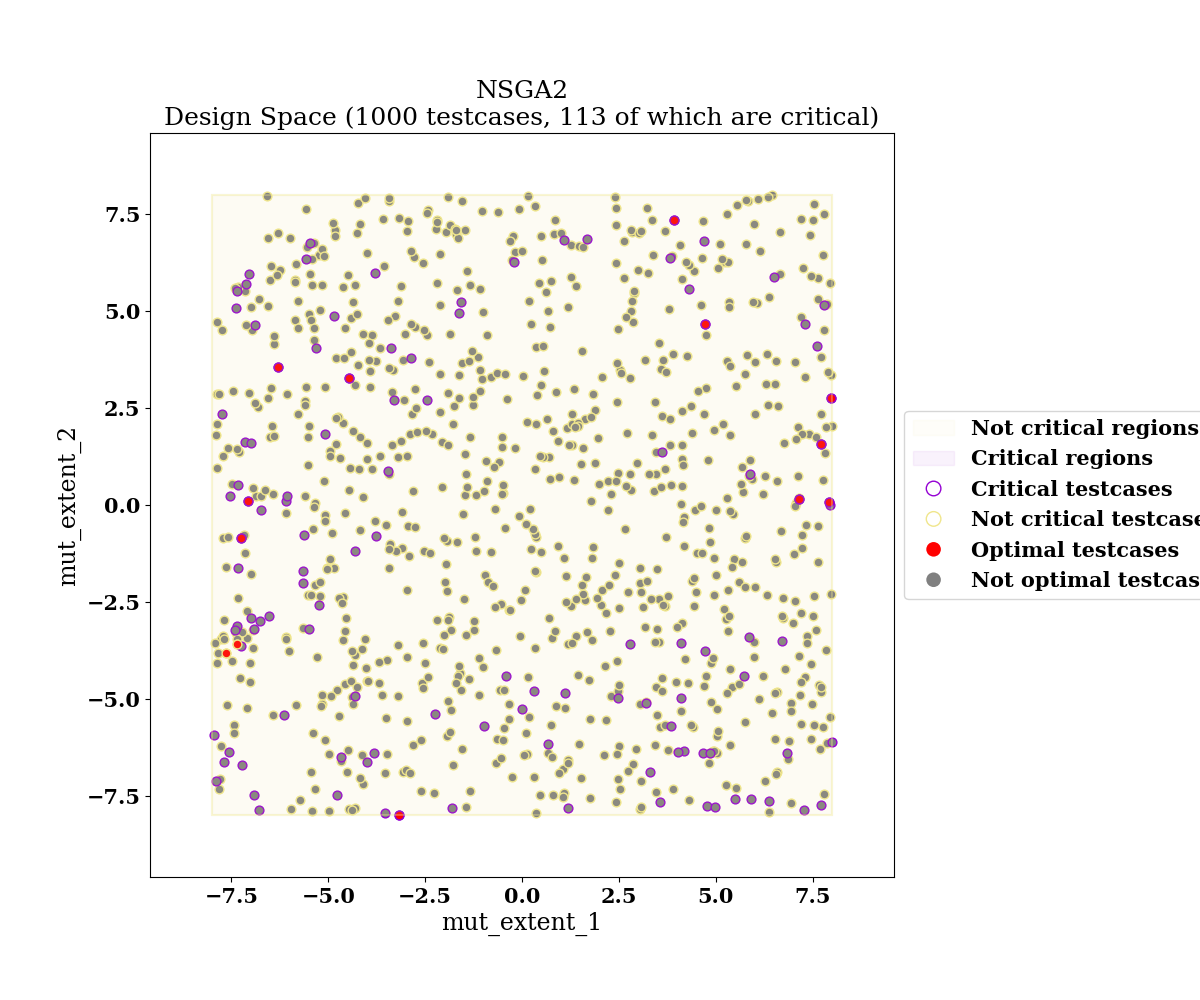 NSGA2
Design Space (1000 testcases, 113 of which are critical)
mut_extent_2
7.5
5.0
2.5
0.0
−2.5
−5.0
−7.5
−7.5 −5.0 −2.5 0.0 2.5 5.0 7.5
mut_extent_1
Not critical regions
Critical regions
Critical testcases
Not critical testcase
Optimal testcases
Not optimal testcas